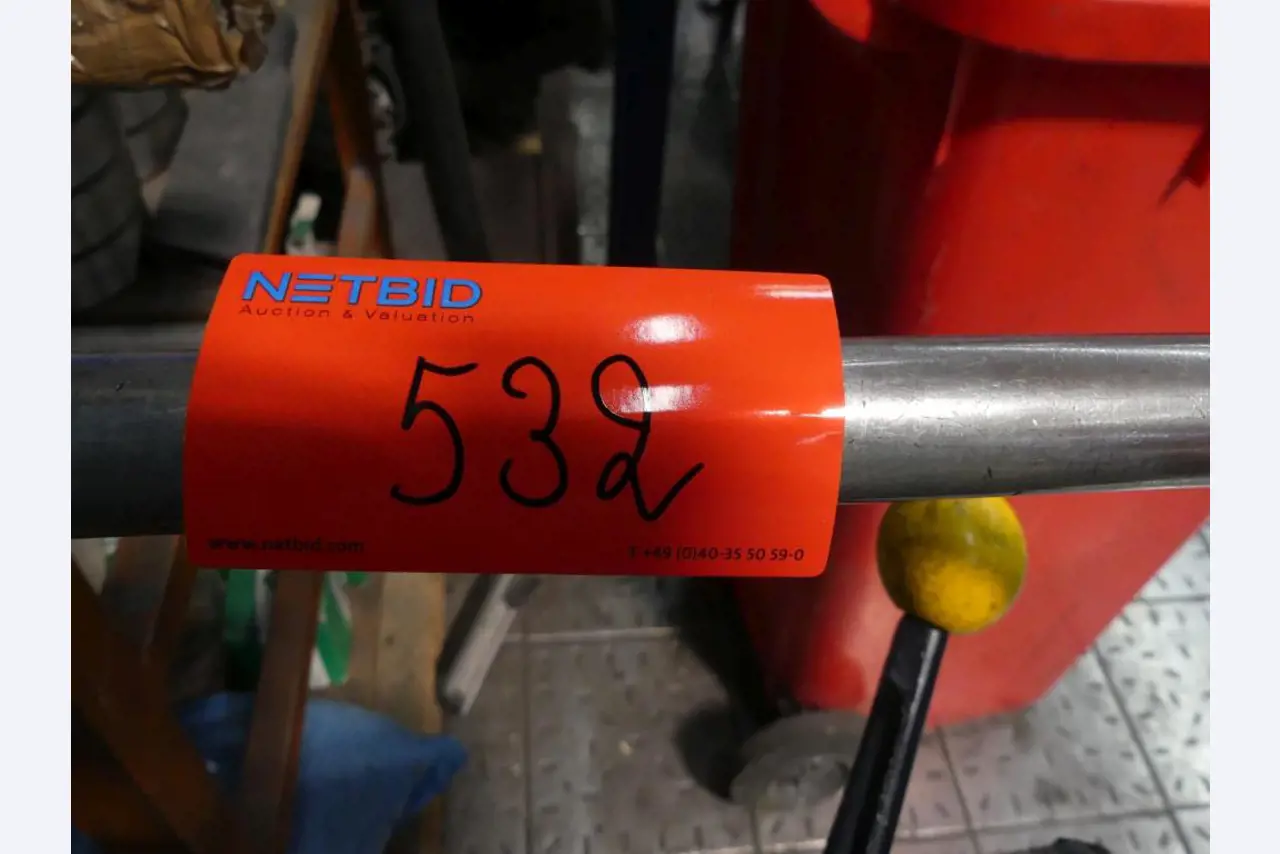 NETBID
Auction & Valuation
532
www.netbid.com
T +49 (0)40-35 50 59-0